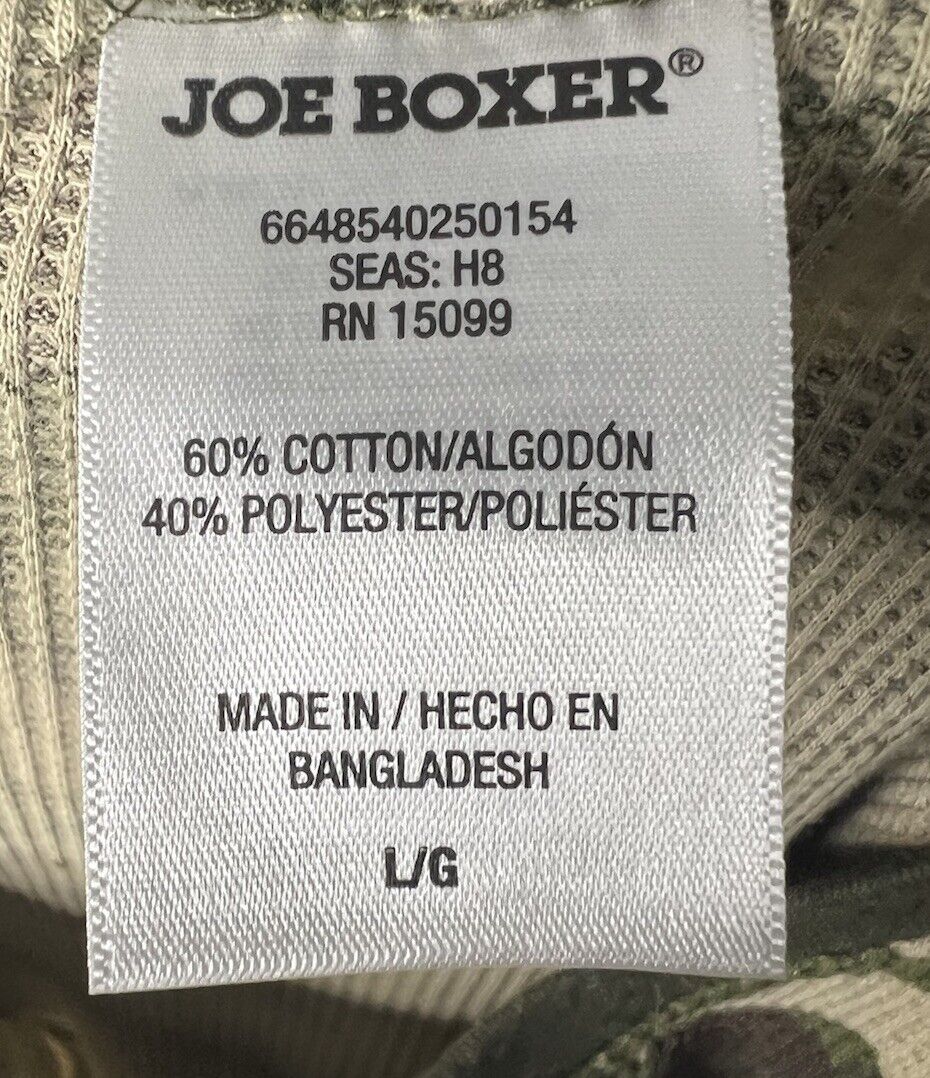 JOE BOXER®
6648540250154
SEAS: H8
RN 15099
60% COTTON/ALGODÓN
40% POLYESTER/POLIÉSTER
MADE IN / HECHO EN
BANGLADESH
L/G